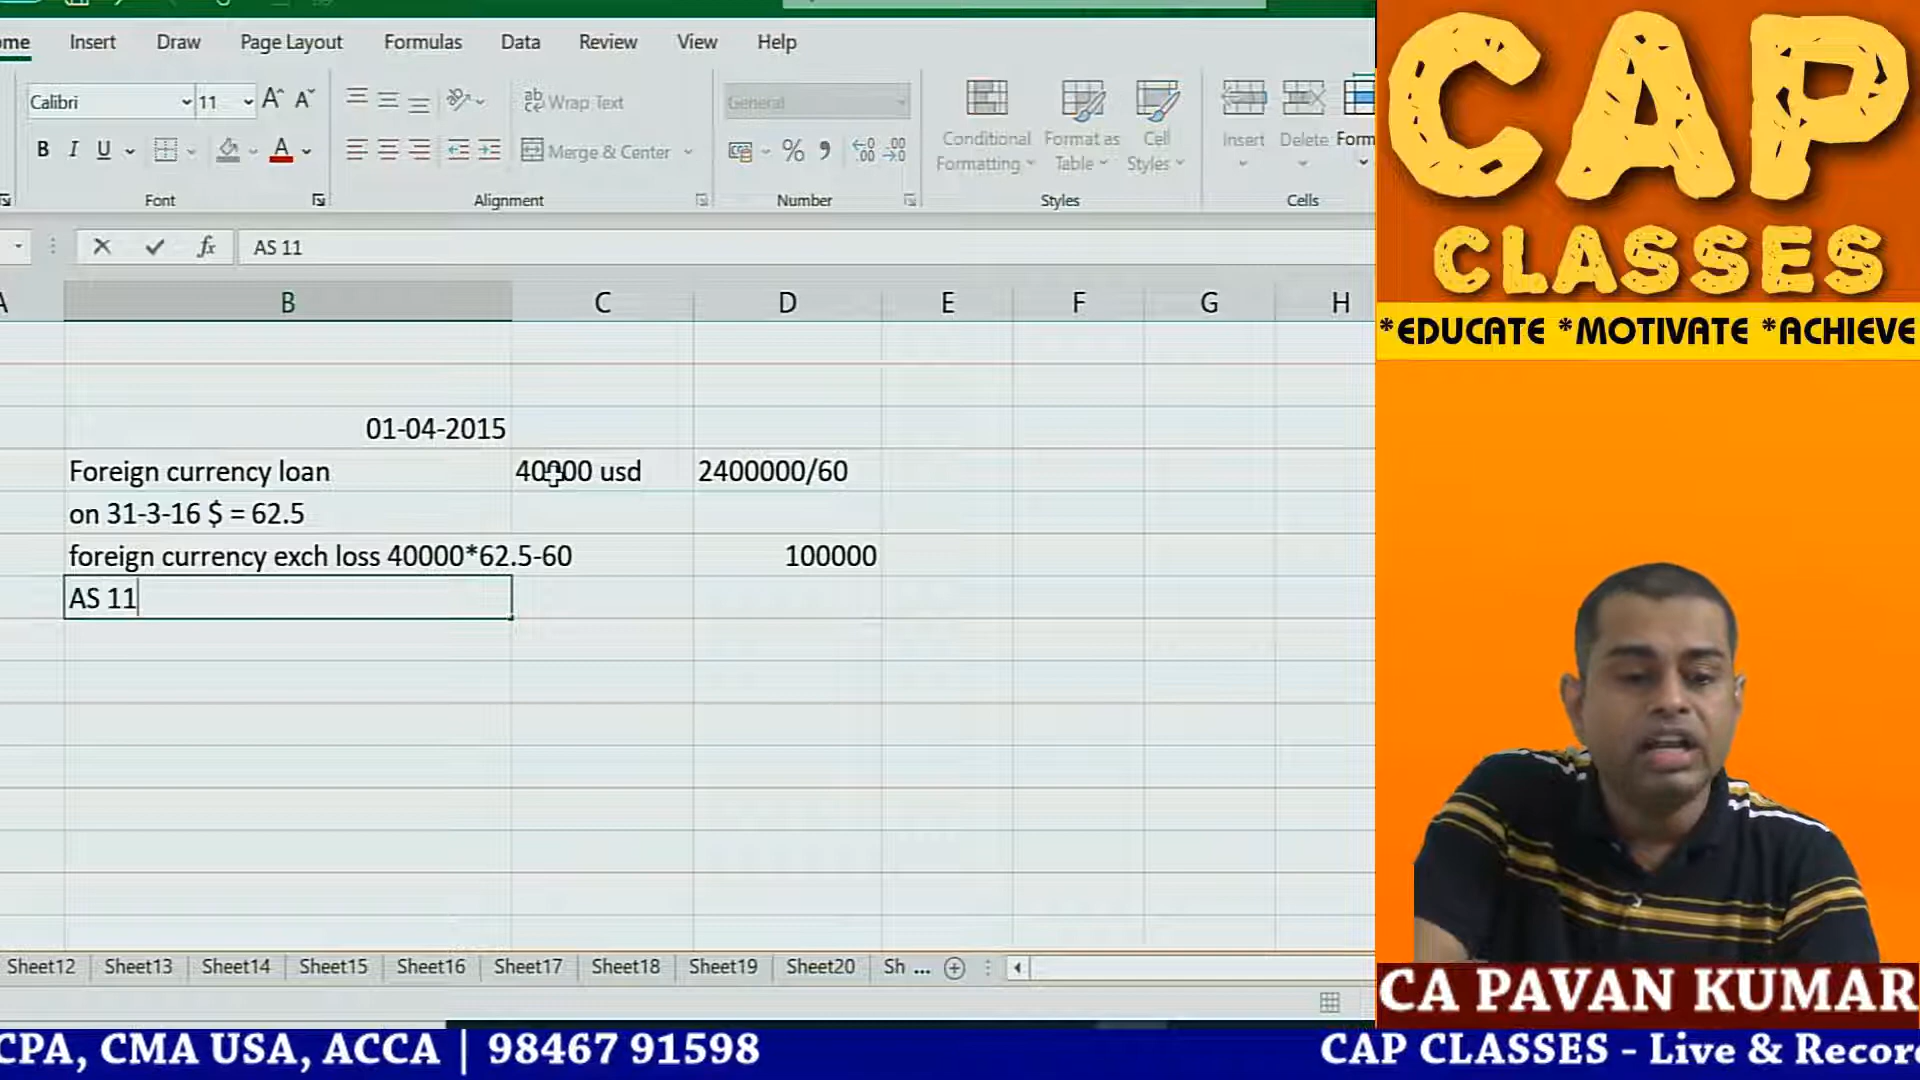 ome Insert Draw Page Layout Formulas Data Review View Help
Calibri 11 Wrap Text General
Conditional Formatting Format as Table Cell Styles Insert Delete Form
B I U Merge & Center
Font Alignment Number Styles Cells
fx AS 11
A B C D E F G H
01-04-2015
Foreign currency loan 40000 usd 2400000/60
on 31-3-16 $ = 62.5
foreign currency exch loss 40000*62.5-60 100000
AS 11
Sheet12 Sheet13 Sheet14 Sheet15 Sheet16 Sheet17 Sheet18 Sheet19 Sheet20 Sh ...
CAP
CLASSES
*EDUCATE *MOTIVATE *ACHIEVE
CA PAVAN KUMAR
CPA, CMA USA, ACCA | 98467 91598 CAP CLASSES - Live & Recor